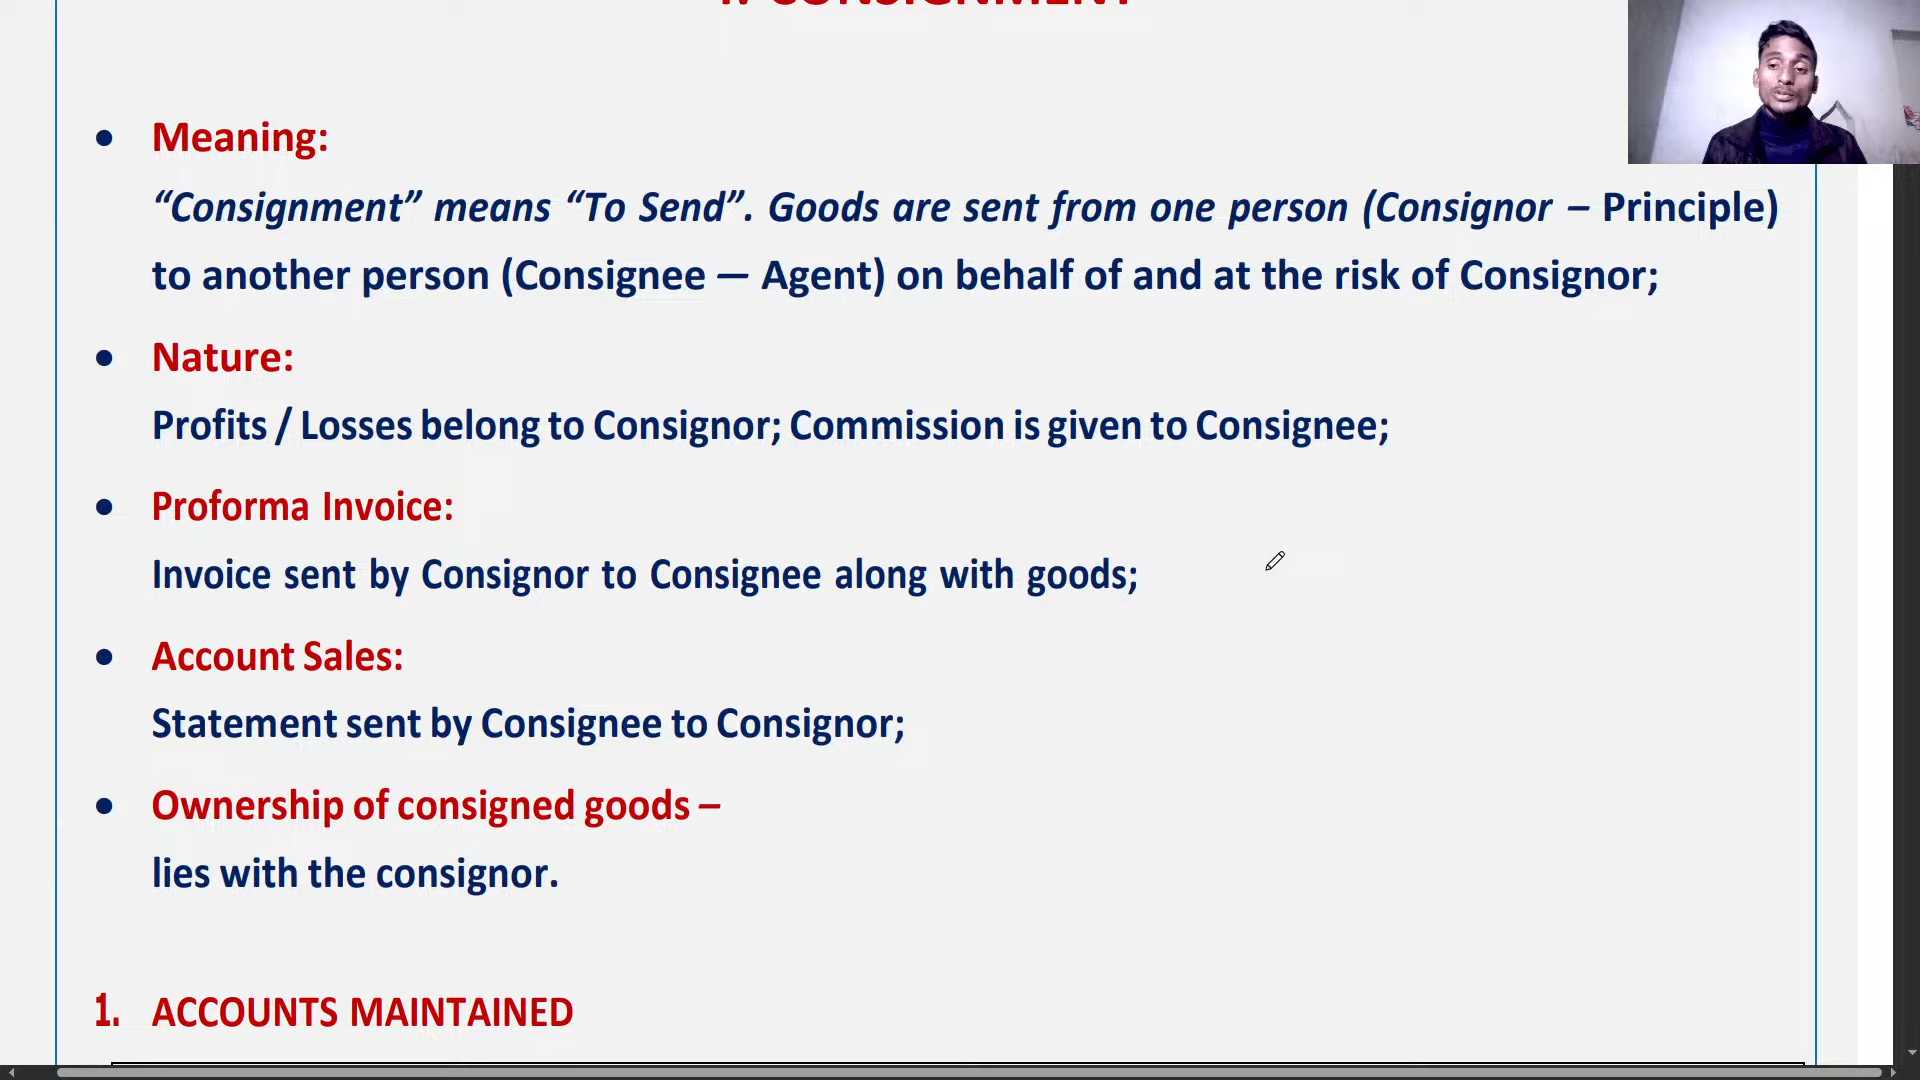 I. CONSIGNMENT
• Meaning:
“Consignment” means “To Send”. Goods are sent from one person (Consignor – Principle)
to another person (Consignee — Agent) on behalf of and at the risk of Consignor;
• Nature:
Profits / Losses belong to Consignor; Commission is given to Consignee;
• Proforma Invoice:
Invoice sent by Consignor to Consignee along with goods;
• Account Sales:
Statement sent by Consignee to Consignor;
• Ownership of consigned goods –
lies with the consignor.
1. ACCOUNTS MAINTAINED